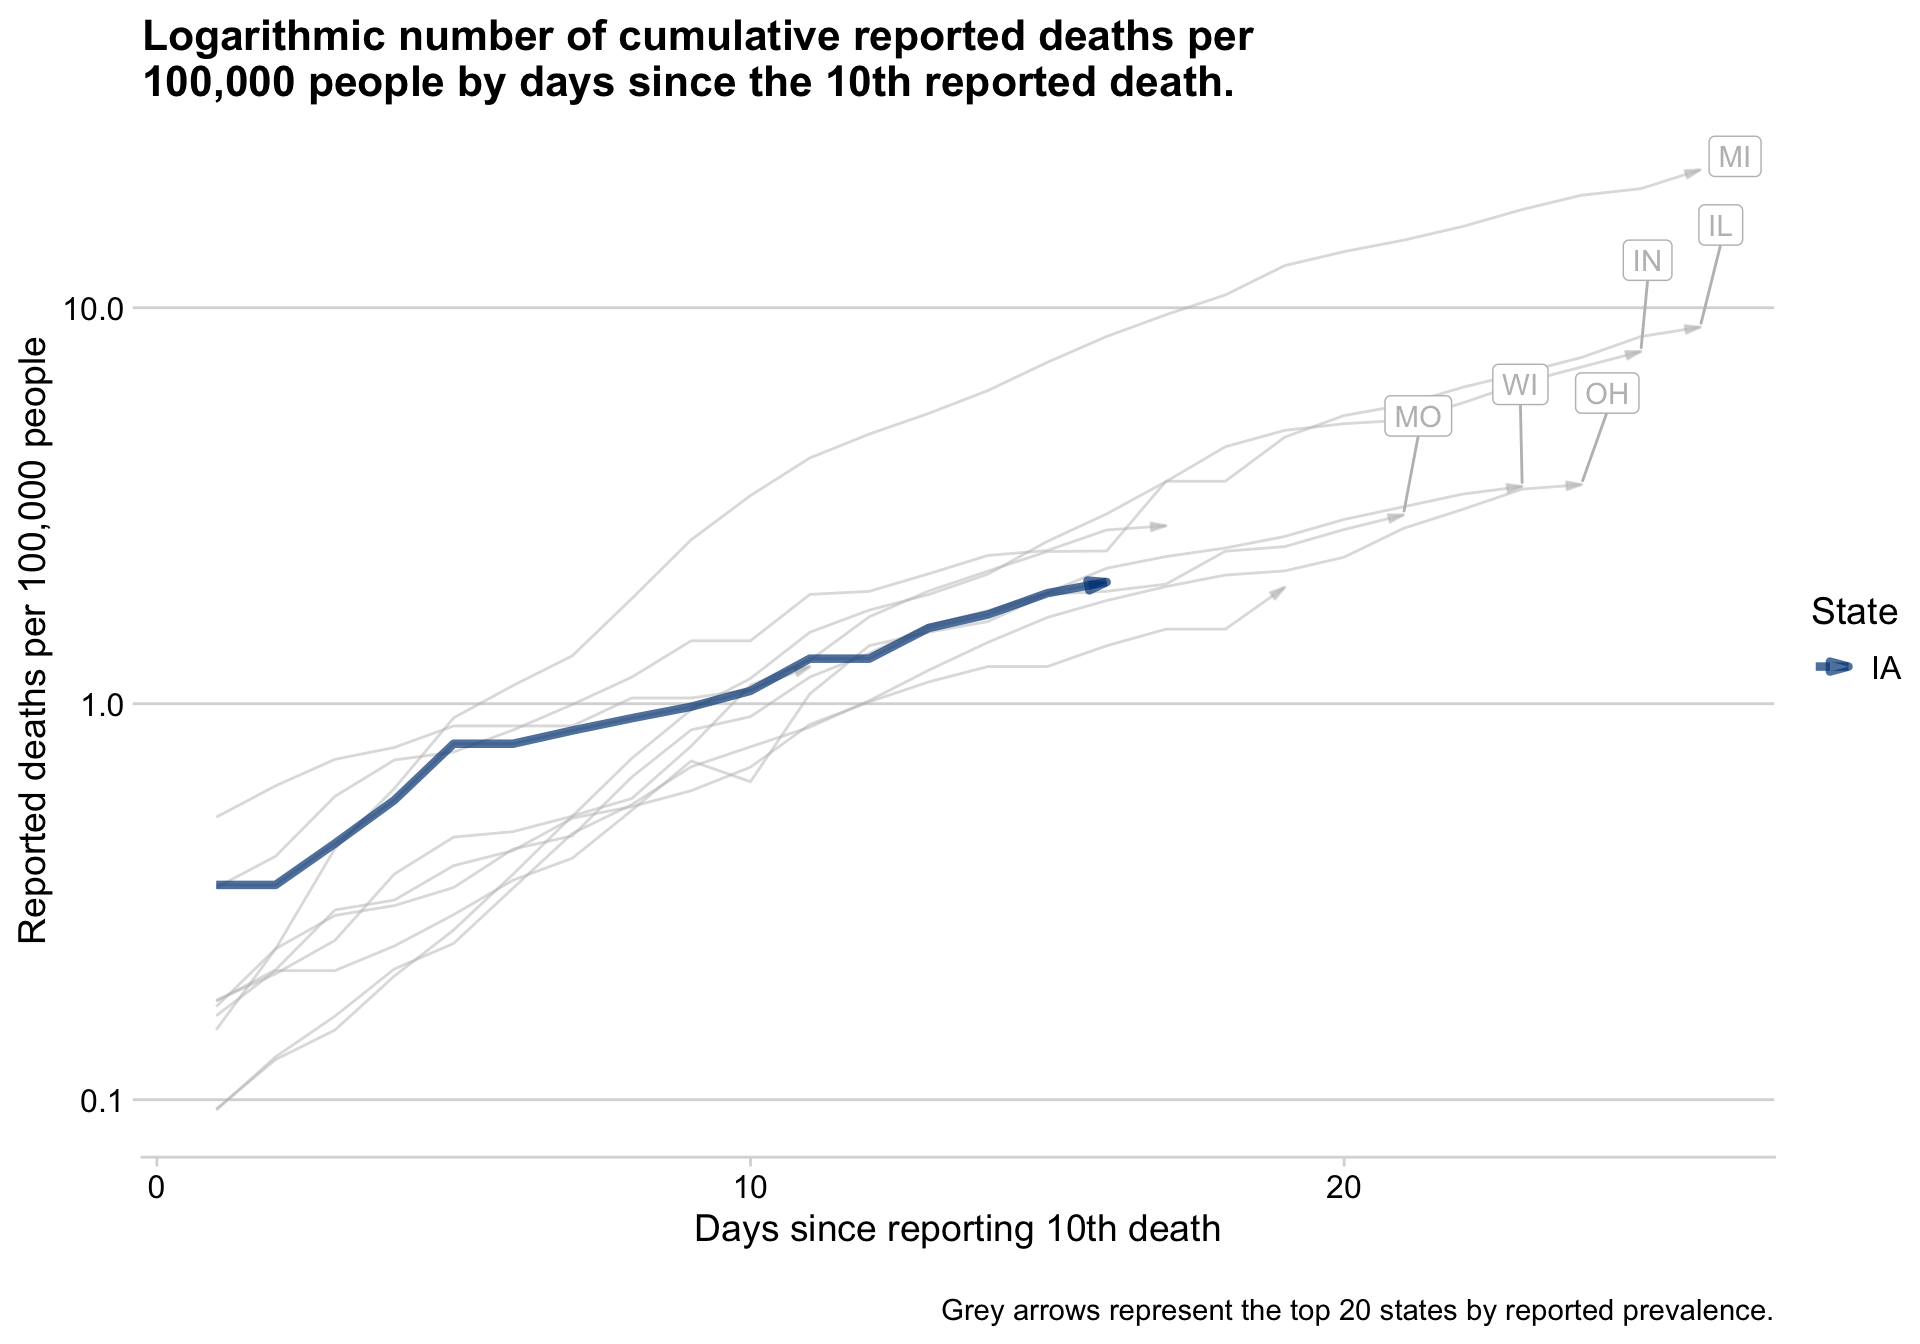 Logarithmic number of cumulative reported deaths per
100,000 people by days since the 10th reported death.
MI
IL
IN
10.0
WI
OH
MO
Reported deaths per 100,000 people
State
IA
1.0
0.1
0
10
20
Days since reporting 10th death
Grey arrows represent the top 20 states by reported prevalence.